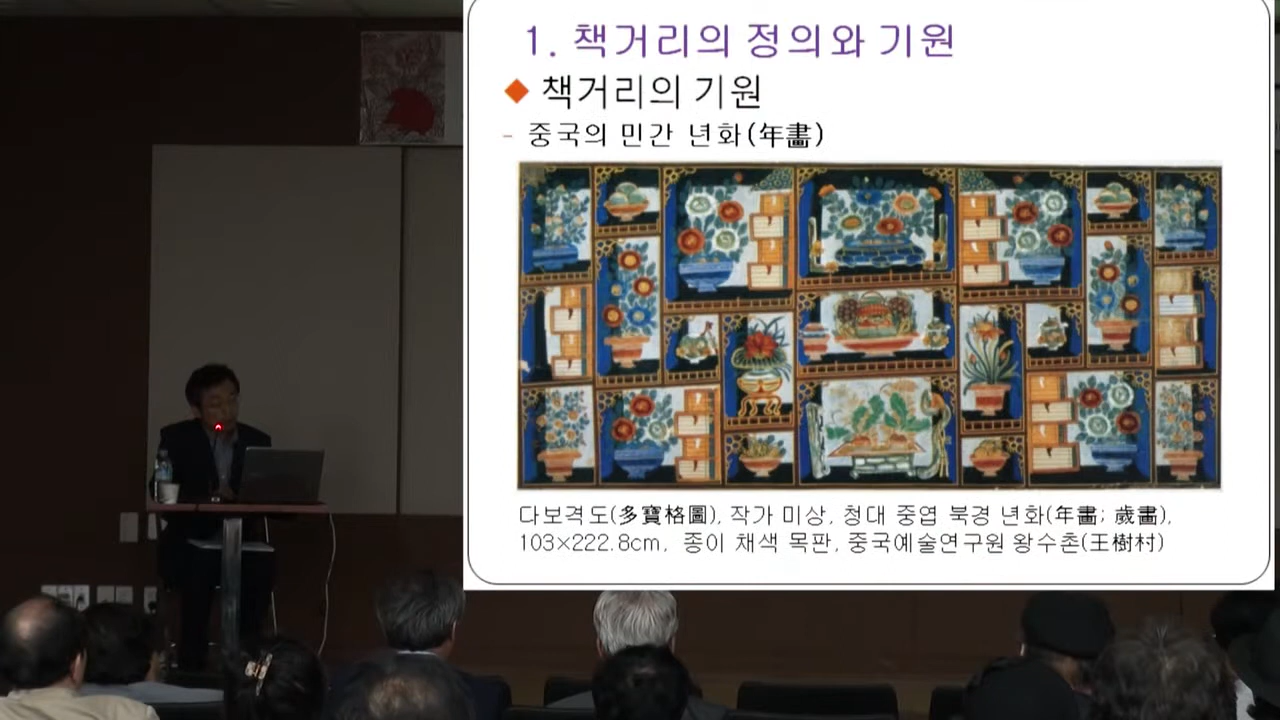 1. 책거리의 정의와 기원
◆ 책거리의 기원
- 중국의 민간 년화(年畵)
다보격도(多寶格圖), 작가 미상, 청대 중엽 북경 년화(年畵; 歲畵),
103×222.8cm, 종이 채색 목판, 중국예술연구원 왕수촌(王樹村)